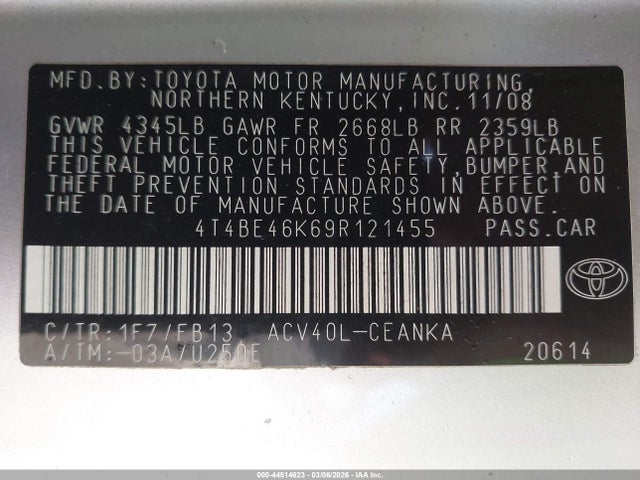 MFD.BY:TOYOTA MOTOR MANUFACTURING,
NORTHERN KENTUCKY,INC.11/08
GVWR 4345LB GAWR FR 2668LB RR 2359LB
THIS VEHICLE CONFORMS TO ALL APPLICABLE
FEDERAL MOTOR VEHICLE SAFETY,BUMPER,AND
THEFT PREVENTION STANDARDS IN EFFECT ON
THE DATE OF MANUFACTURE SHOWN ABOVE.
4T4BE46K69R121455 PASS.CAR
C/TR:1F7/FB13 ACV40L-CEANKA
A/TM:-03A/U250E 20614
000-44514623 | 03/06/2026 | IAA Inc.